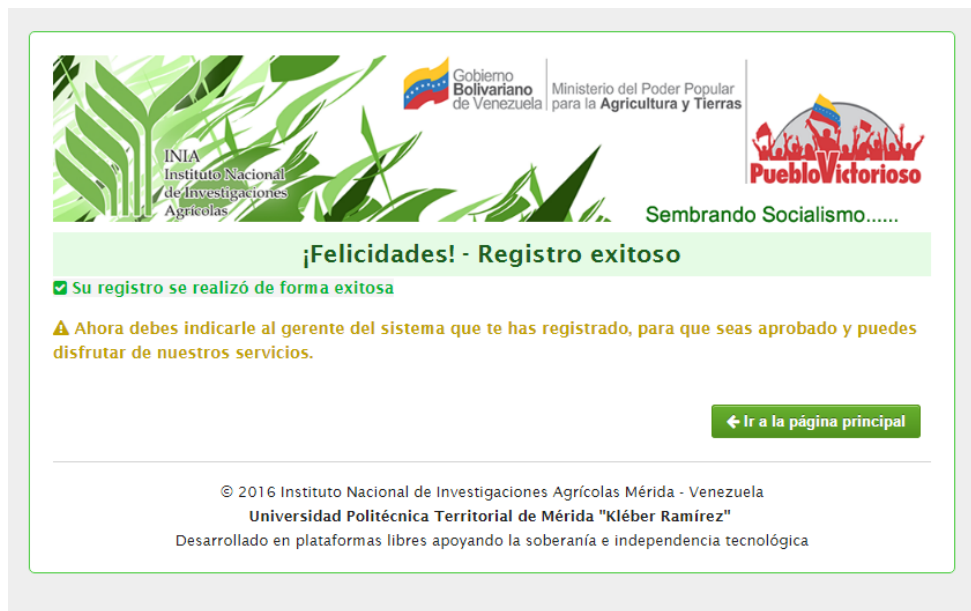 INIA
Instituto Nacional
de Investigaciones
Agrícolas
Gobierno
Bolivariano
de Venezuela
Ministerio del Poder Popular
para la Agricultura y Tierras
PuebloVictorioso
Sembrando Socialismo......
¡Felicidades! - Registro exitoso
Su registro se realizó de forma exitosa
Ahora debes indicarle al gerente del sistema que te has registrado, para que seas aprobado y puedes
disfrutar de nuestros servicios.
Ir a la página principal
© 2016 Instituto Nacional de Investigaciones Agrícolas Mérida - Venezuela
Universidad Politécnica Territorial de Mérida "Kléber Ramírez"
Desarrollado en plataformas libres apoyando la soberanía e independencia tecnológica